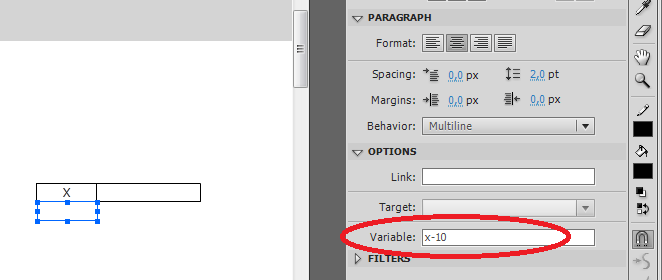 PARAGRAPH
Format:
Spacing: 0,0 px 2,0 pt
Margins: 0,0 px 0,0 px
Behavior: Multiline
OPTIONS
Link:
X
Target:
Variable: x-10
FILTERS